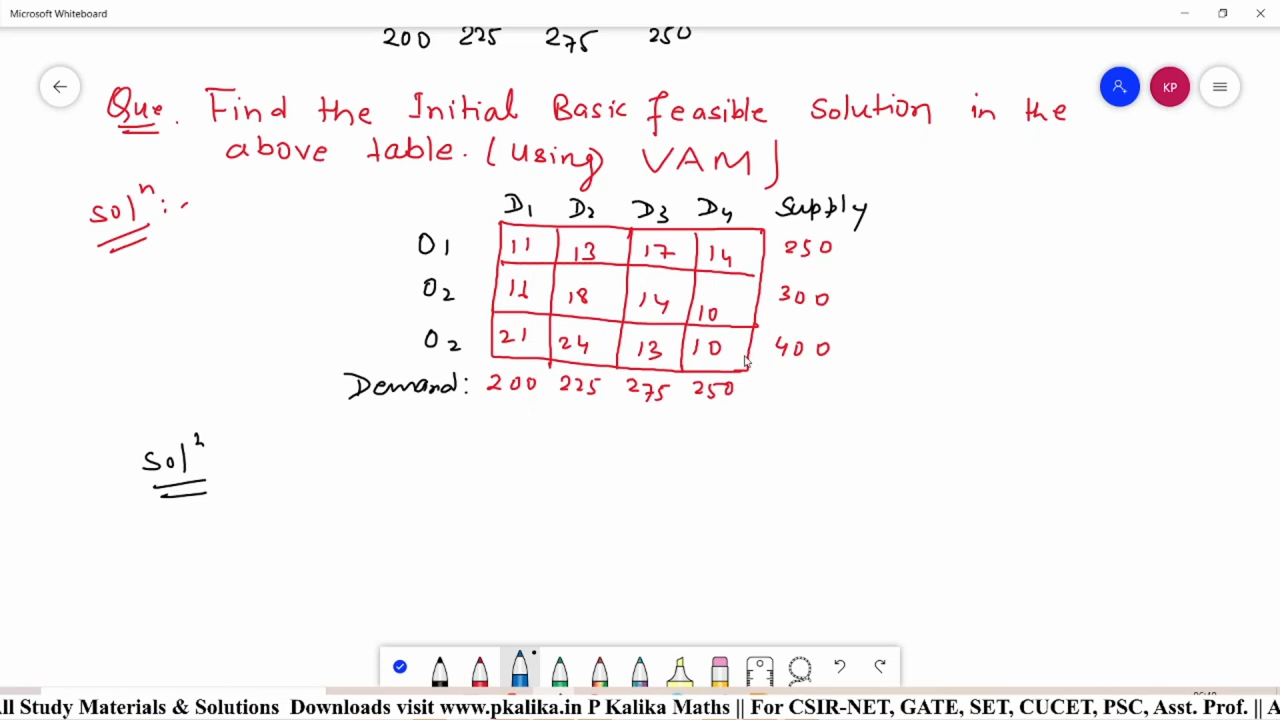 Microsoft Whiteboard
200 225 275 250
KP
Que. Find the Initial Basic feasible solution in the
above table. (Using VAM)
Solⁿ:-
D1 D2 D3 D4 Supply
O1 11 13 17 14 250
O2 11 18 14 10 300
O2 21 24 13 10 400
Demand: 200 225 275 250
Sol²
ll Study Materials & Solutions Downloads visit www.pkalika.in P Kalika Maths || For CSIR-NET, GATE, SET, CUCET, PSC, Asst. Prof. || A